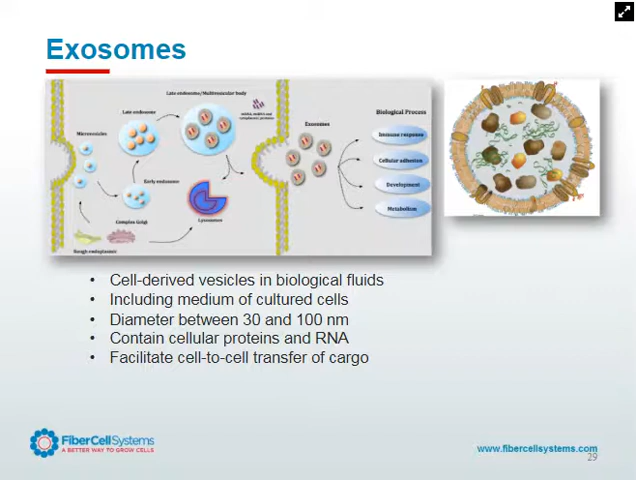 Exosomes
Late endosome/Multivesicular body
Late endosome
Biological Process
Exosomes
Microvesicles
Immune response
Cellular adhesion
Early endosome
Development
Metabolism
Complex Golgi
Lysosomes
Rough endoplasmic
• Cell-derived vesicles in biological fluids
• Including medium of cultured cells
• Diameter between 30 and 100 nm
• Contain cellular proteins and RNA
• Facilitate cell-to-cell transfer of cargo
FiberCellSystems
A BETTER WAY TO GROW CELLS
www.fibercellsystems.com
29